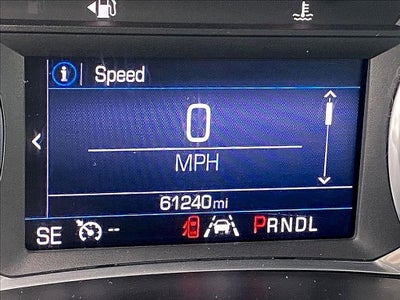 i Speed
0
MPH
61240mi
SE -- PRNDL